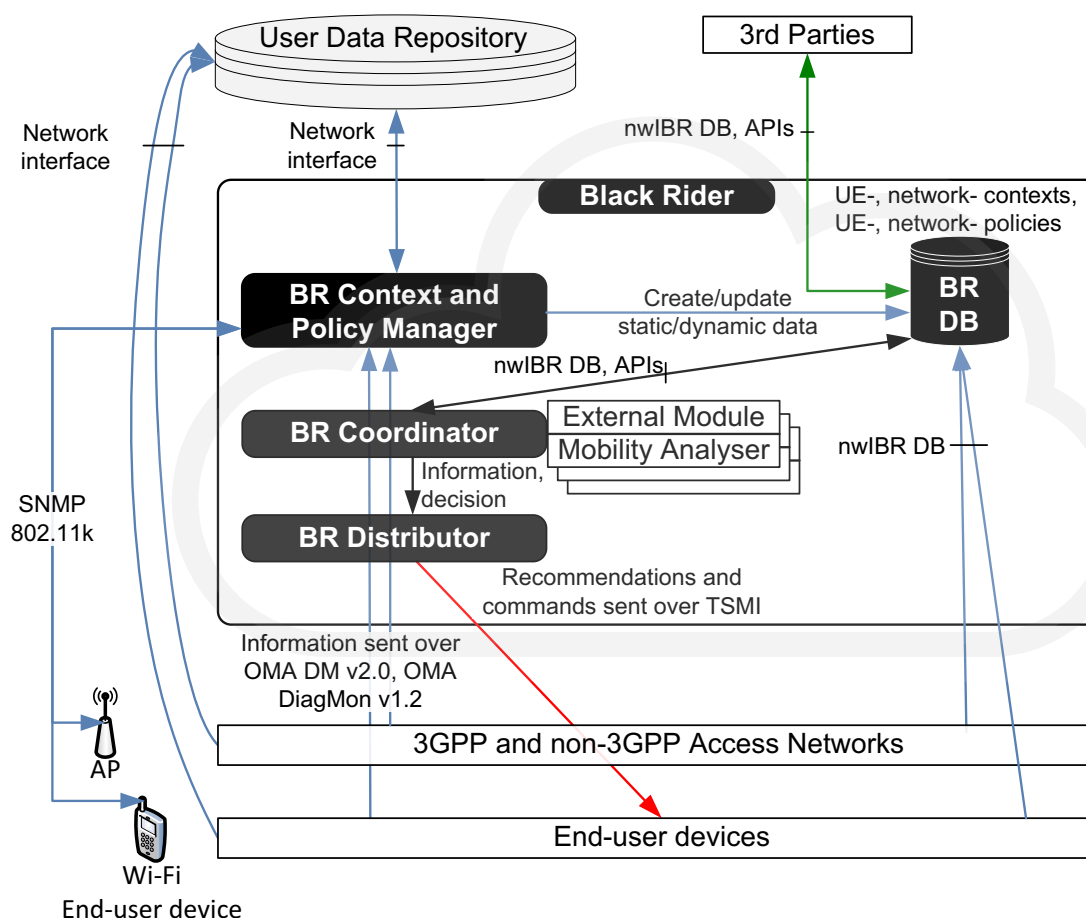 User Data Repository
3rd Parties
Network
interface
Network
interface
nwIBR DB, APIs
Black Rider
UE-, network- contexts,
UE-, network- policies
BR Context and
Policy Manager
Create/update
static/dynamic data
BR
DB
nwIBR DB, APIs
BR Coordinator
External Module
Mobility Analyser
nwIBR DB
Information,
decision
SNMP
802.11k
BR Distributor
Recommendations and
commands sent over TSMI
Information sent over
OMA DM v2.0, OMA
DiagMon v1.2
3GPP and non-3GPP Access Networks
AP
End-user devices
Wi-Fi
End-user device